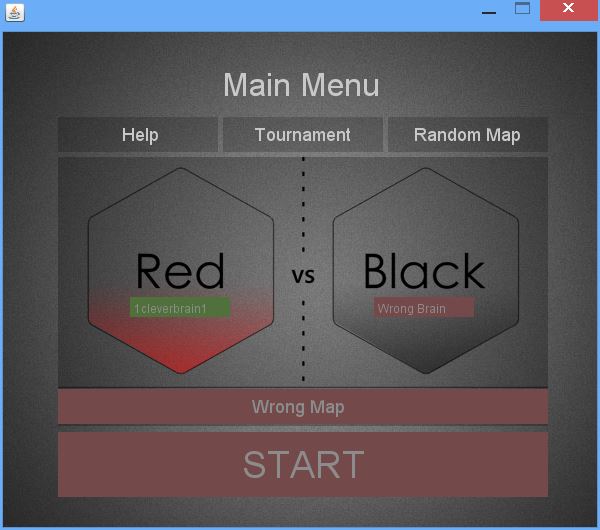 Main Menu
Help Tournament Random Map
Red vs Black
1cleverbrain1 Wrong Brain
Wrong Map
START